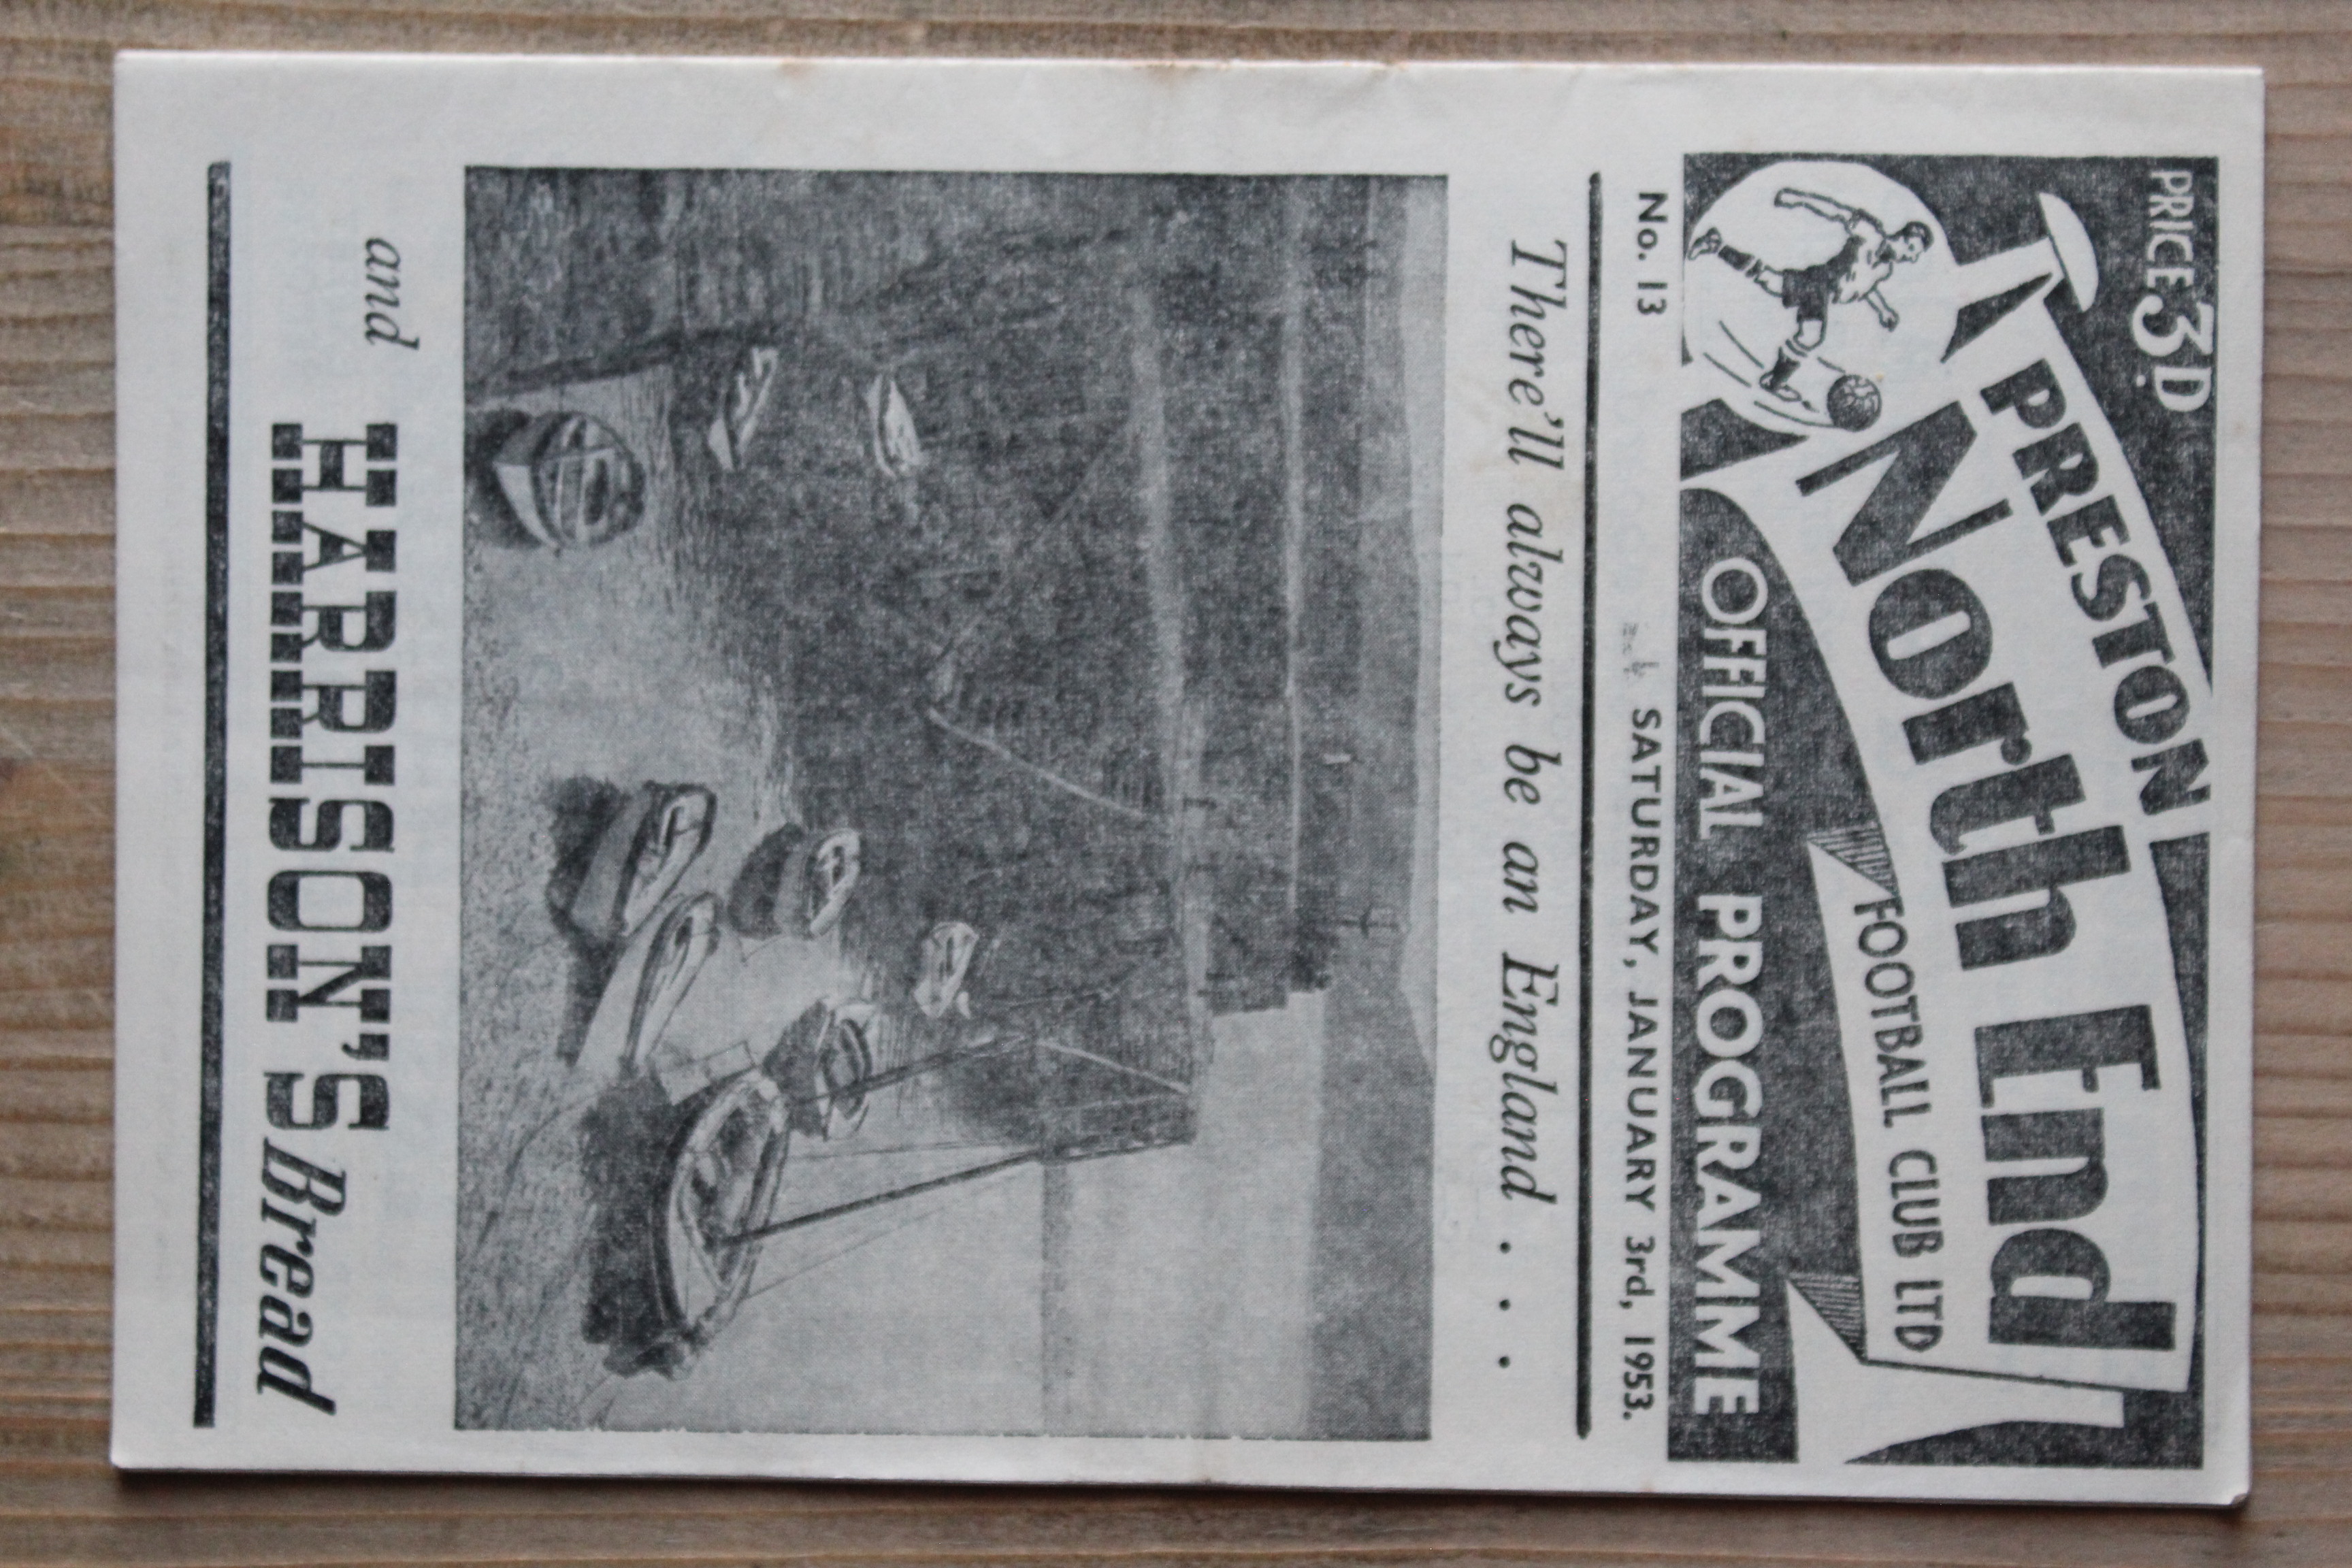 PRICE 3D
PRESTON
North End
FOOTBALL CLUB LTD
OFFICIAL PROGRAMME
No. 13 SATURDAY, JANUARY 3rd, 1953.
There'll always be an England . . .
and HARRISON'S Bread